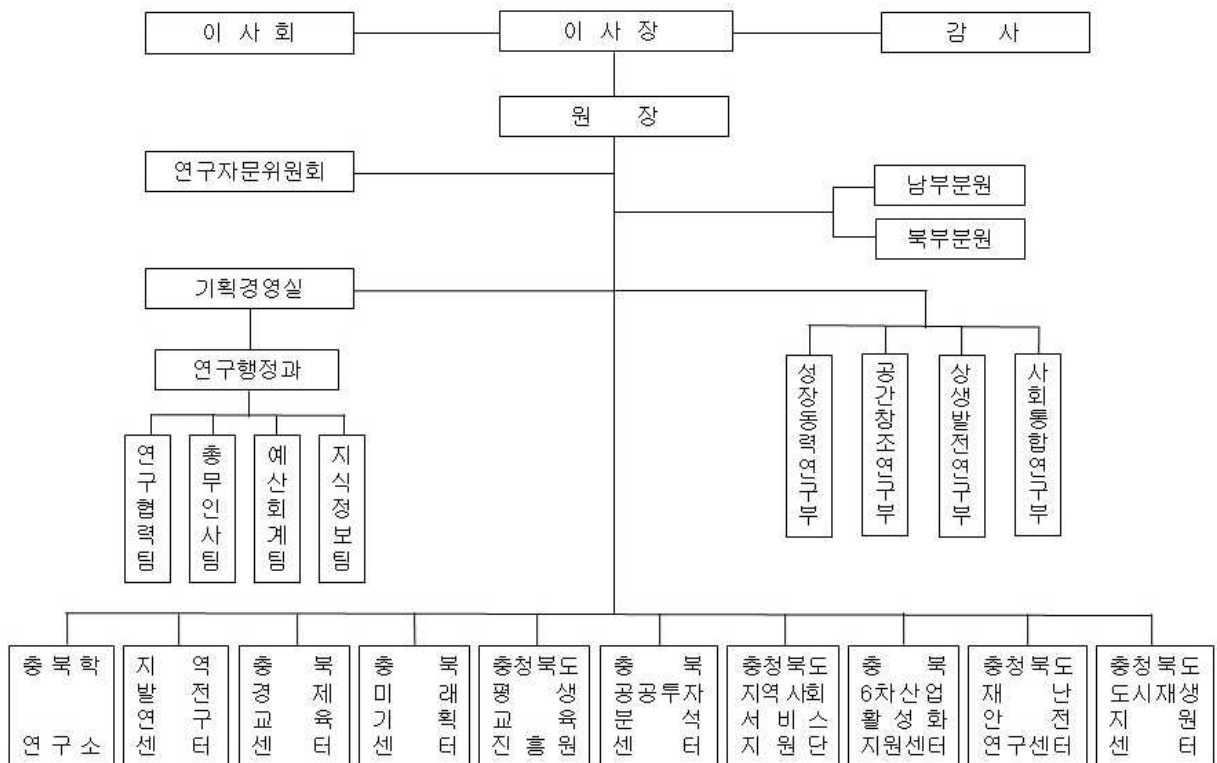 이 사 회
이 사 장
감 사
원 장
연구자문위원회
남부분원
북부분원
기획경영실
연구행정과
성장동력연구부
공간창조연구부
상생발전연구부
사회통합연구부
연구협력팀
총무인사팀
예산회계팀
지식정보팀
충 북 학
연 구 소
지 역
발 전
연 구
센 터
충 북
경 제
교 육
센 터
충 북
미 래
기 획
센 터
충청북도
평 생
교 육
진 흥 원
충 북
공공투자
분 석
센 터
충청북도
지역사회
서 비 스
지 원 단
충 북
6차산업
활 성 화
지원센터
충청북도
재 난
안 전
연구센터
충청북도
도시재생
지 원
센 터